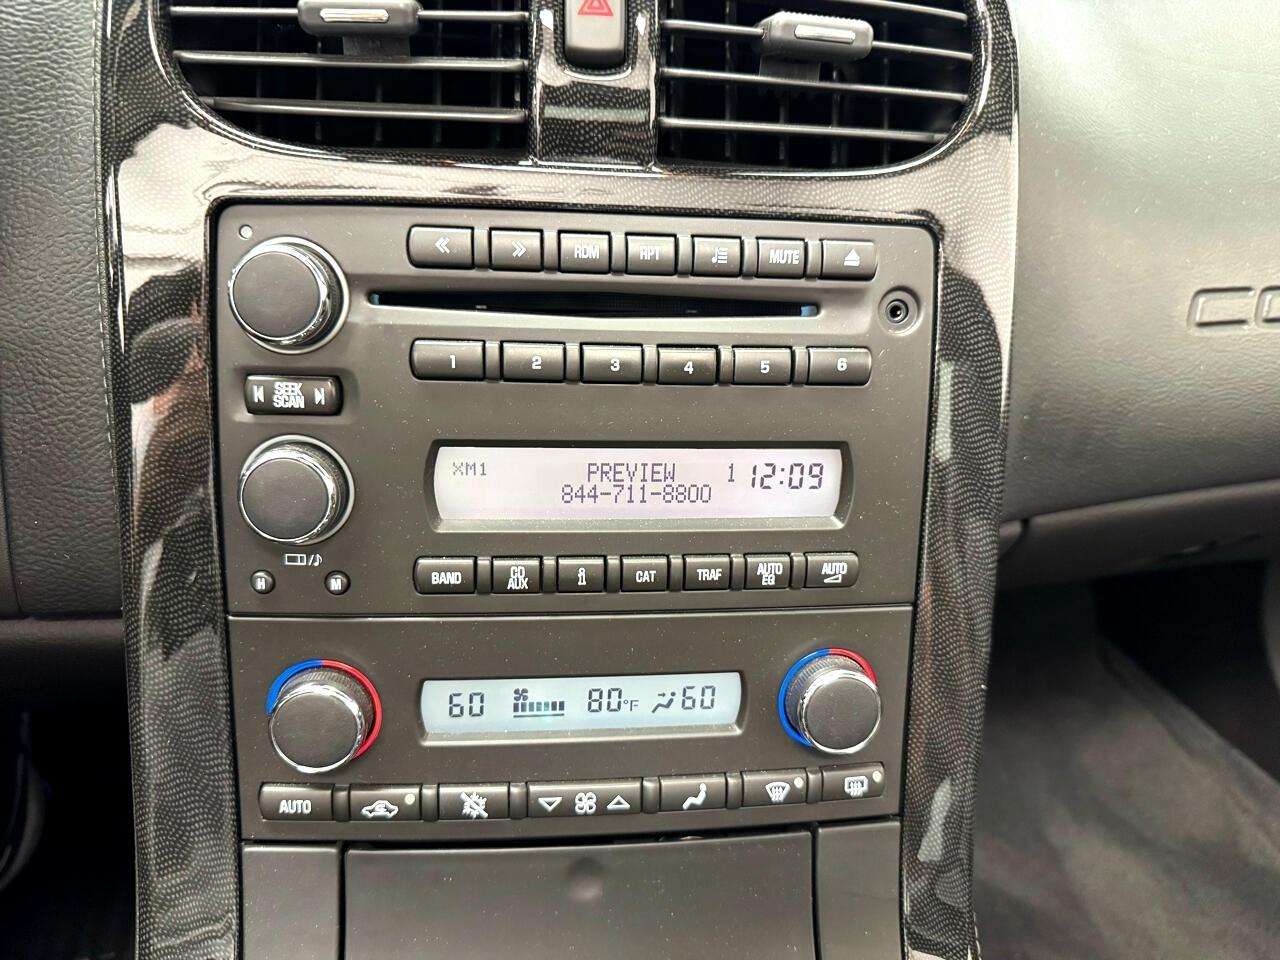 RDM RPT MUTE
1 2 3 4 5 6
SEEK
SCAN
XM1 PREVIEW 1 12:09
844-711-8800
H M
BAND CD AUX i CAT TRAF AUTO EQ AUTO
60 80°F 60
AUTO